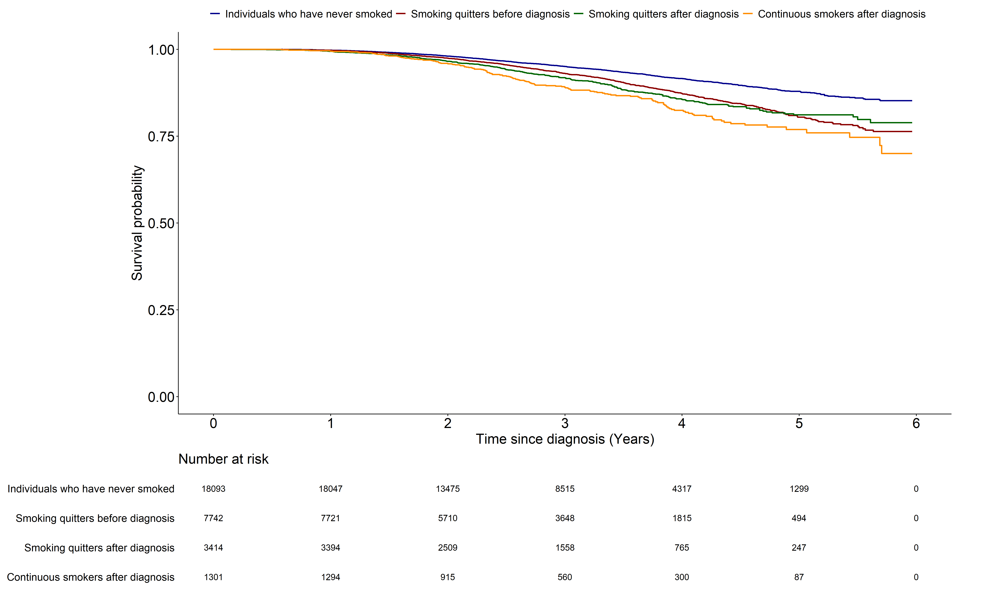 Individuals who have never smoked Smoking quitters before diagnosis Smoking quitters after diagnosis Continuous smokers after diagnosis
1.00
0.75
0.50
0.25
0.00
Survival probability
0 1 2 3 4 5 6
Time since diagnosis (Years)
Number at risk
Individuals who have never smoked 18093 18047 13475 8515 4317 1299 0
Smoking quitters before diagnosis 7742 7721 5710 3648 1815 494 0
Smoking quitters after diagnosis 3414 3394 2509 1558 765 247 0
Continuous smokers after diagnosis 1301 1294 915 560 300 87 0